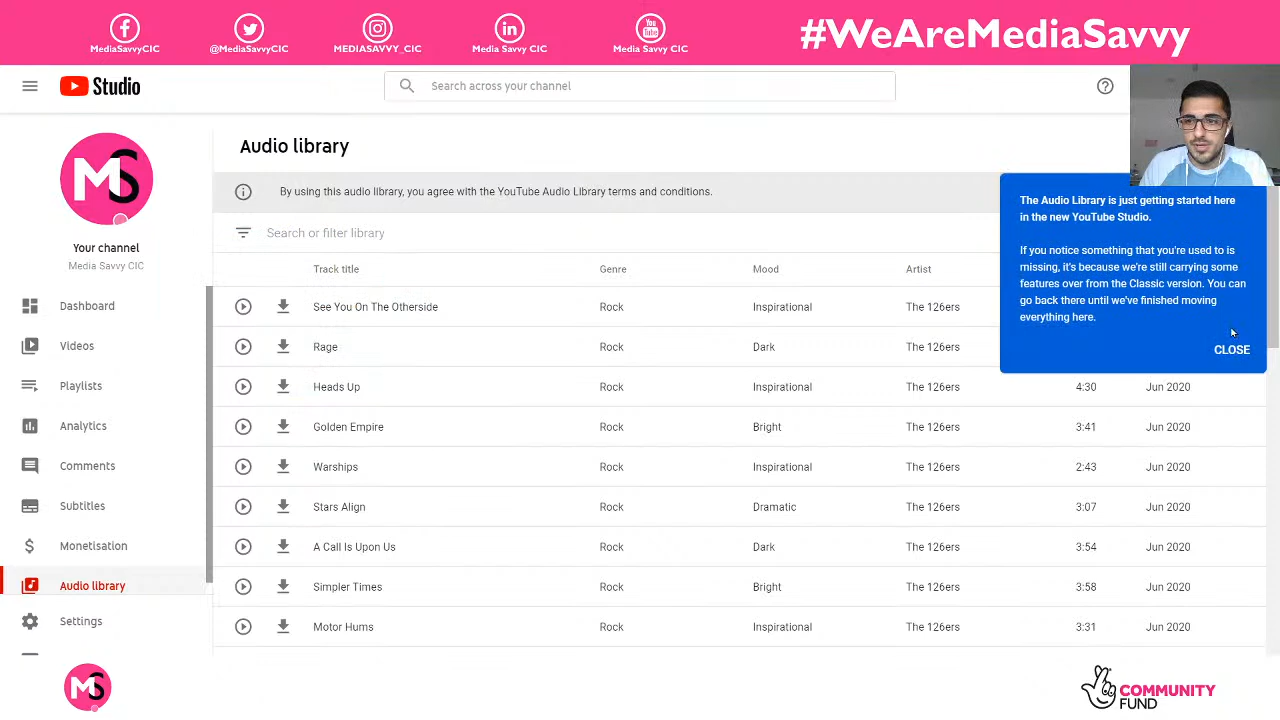 MediaSavvyCIC @MediaSavvyCIC MEDIASAVVY_CIC Media Savvy CIC You Tube Media Savvy CIC #WeAreMediaSavvy
Studio Search across your channel
MS
Your channel
Media Savvy CIC
Dashboard
Videos
Playlists
Analytics
Comments
Subtitles
Monetisation
Audio library
Settings
Audio library
By using this audio library, you agree with the YouTube Audio Library terms and conditions.
Search or filter library
Track title Genre Mood Artist
See You On The Otherside Rock Inspirational The 126ers
Rage Rock Dark The 126ers
Heads Up Rock Inspirational The 126ers 4:30 Jun 2020
Golden Empire Rock Bright The 126ers 3:41 Jun 2020
Warships Rock Inspirational The 126ers 2:43 Jun 2020
Stars Align Rock Dramatic The 126ers 3:07 Jun 2020
A Call Is Upon Us Rock Dark The 126ers 3:54 Jun 2020
Simpler Times Rock Bright The 126ers 3:58 Jun 2020
Motor Hums Rock Inspirational The 126ers 3:31 Jun 2020
The Audio Library is just getting started here
in the new YouTube Studio.
If you notice something that you're used to is
missing, it's because we're still carrying some
features over from the Classic version. You can
go back there until we've finished moving
everything here.
CLOSE
MS
COMMUNITY
FUND